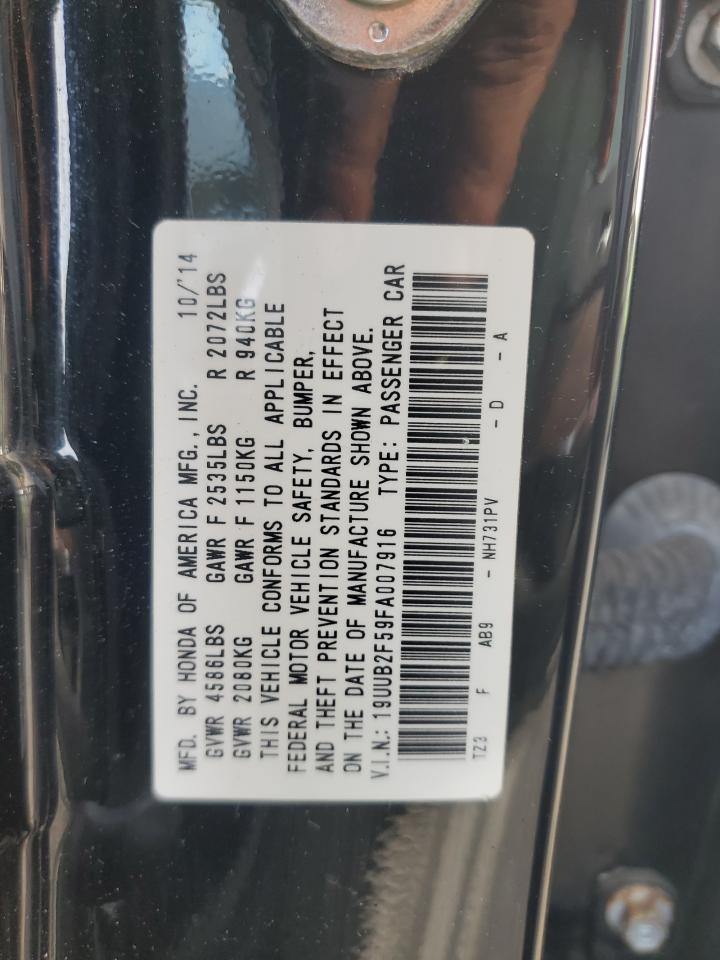 MFD. BY HONDA OF AMERICA MFG., INC. 10/'14
GVWR 4586LBS GAWR F 2535LBS R 2072LBS
GVWR 2080KG GAWR F 1150KG R 940KG
THIS VEHICLE CONFORMS TO ALL APPLICABLE
FEDERAL MOTOR VEHICLE SAFETY, BUMPER,
AND THEFT PREVENTION STANDARDS IN EFFECT
ON THE DATE OF MANUFACTURE SHOWN ABOVE.
V.I.N.: 19UUB2F59FA007916 TYPE: PASSENGER CAR
TZ3 F AB9 - NH731PV - D - A